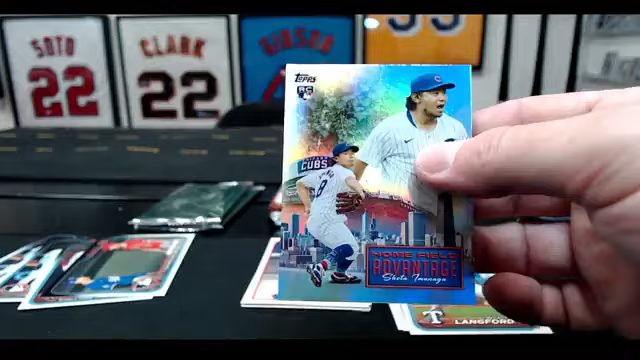 SOTO
22
CLARK
22
GIBSON
Topps
RC
CUBS
HOME FIELD
ADVANTAGE
Shota Imanaga
T
LANGFORD